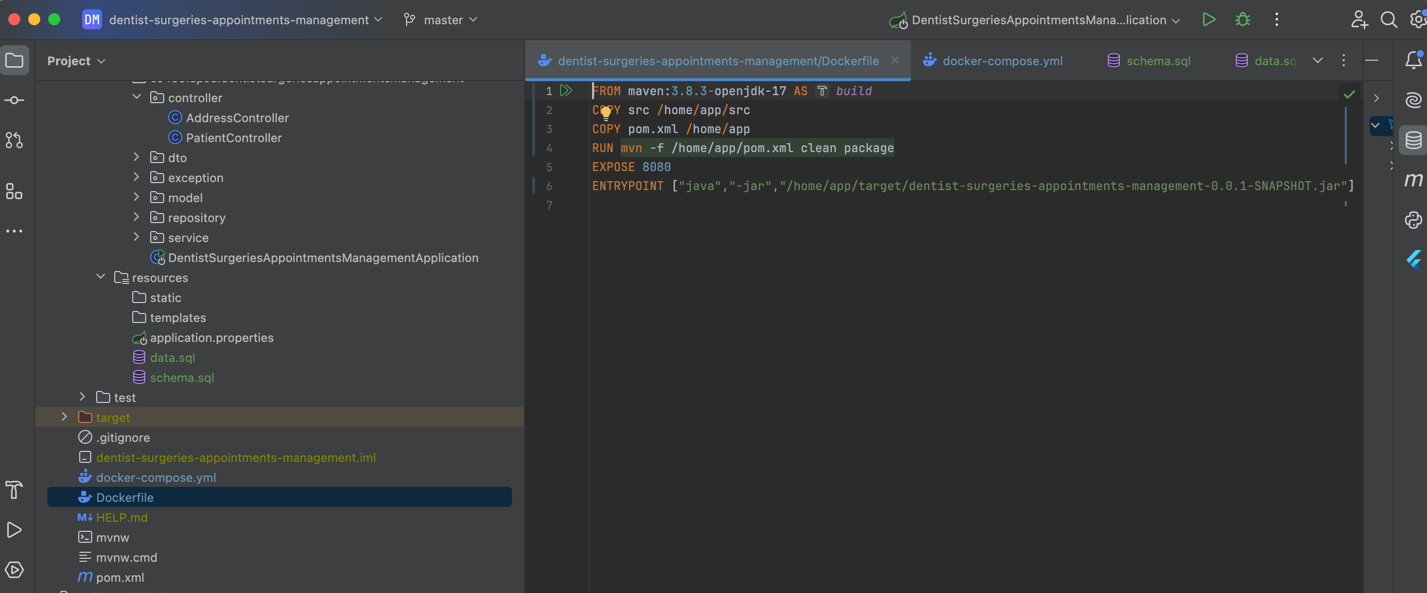 DM dentist-surgeries-appointments-management master DentistSurgeriesAppointmentsMana...lication
Project
dentist-surgeries-appointments-management/Dockerfile docker-compose.yml schema.sql data.sq
controller
AddressController
PatientController
dto
exception
model
repository
service
DentistSurgeriesAppointmentsManagementApplication
resources
static
templates
application.properties
data.sql
schema.sql
test
target
.gitignore
dentist-surgeries-appointments-management.iml
docker-compose.yml
Dockerfile
M↓ HELP.md
mvnw
mvnw.cmd
m pom.xml
1 FROM maven:3.8.3-openjdk-17 AS build
2 COPY src /home/app/src
3 COPY pom.xml /home/app
4 RUN mvn -f /home/app/pom.xml clean package
5 EXPOSE 8080
6 ENTRYPOINT ["java","-jar","/home/app/target/dentist-surgeries-appointments-management-0.0.1-SNAPSHOT.jar"]
7
m